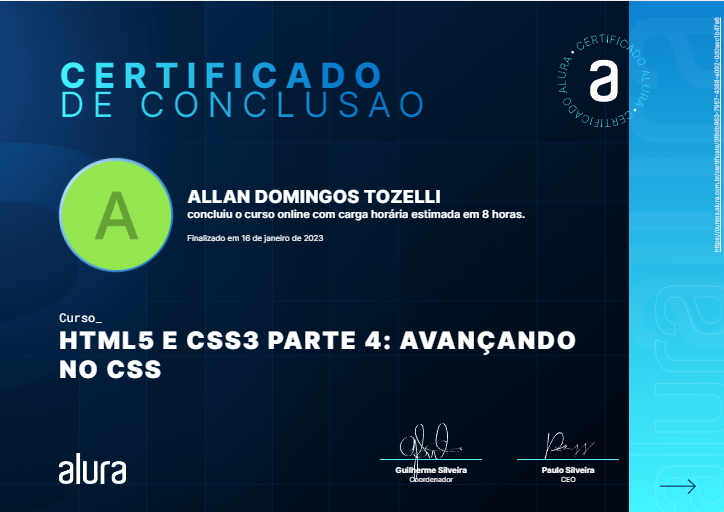 CERTIFICADO
DE CONCLUSAO
CERTIFICADO ALURA • CERTIFICADO ALURA •
a
A
ALLAN DOMINGOS TOZELLI
concluiu o curso online com carga horária estimada em 8 horas.
Finalizado em 16 de janeiro de 2023
Curso_
HTML5 E CSS3 PARTE 4: AVANÇANDO
NO CSS
alura
Guilherme Silveira
Coordenador
Paulo Silveira
CEO
alura